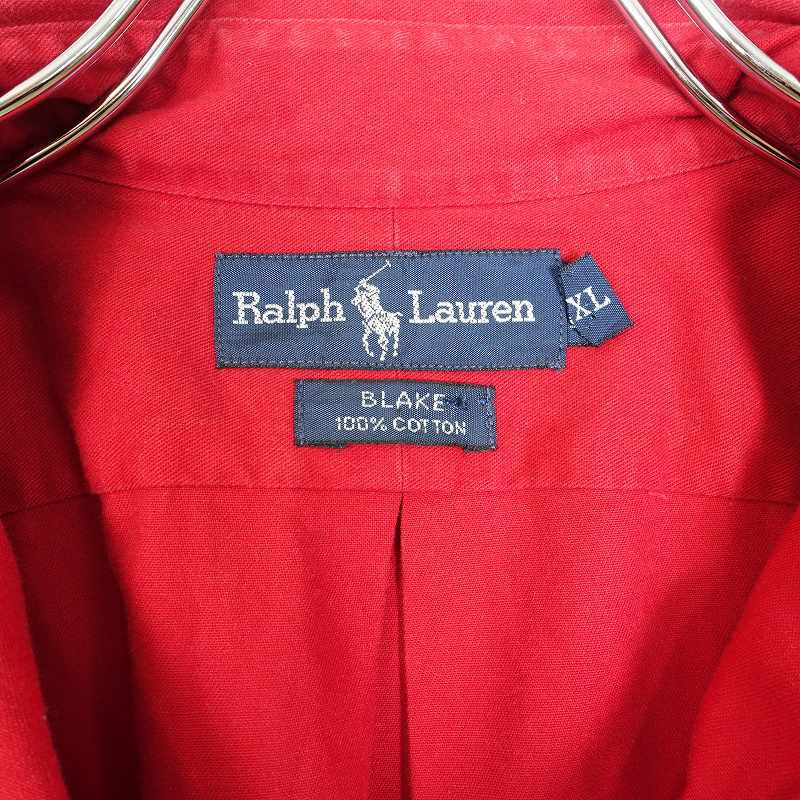 Ralph Lauren
XL
BLAKE
100% COTTON